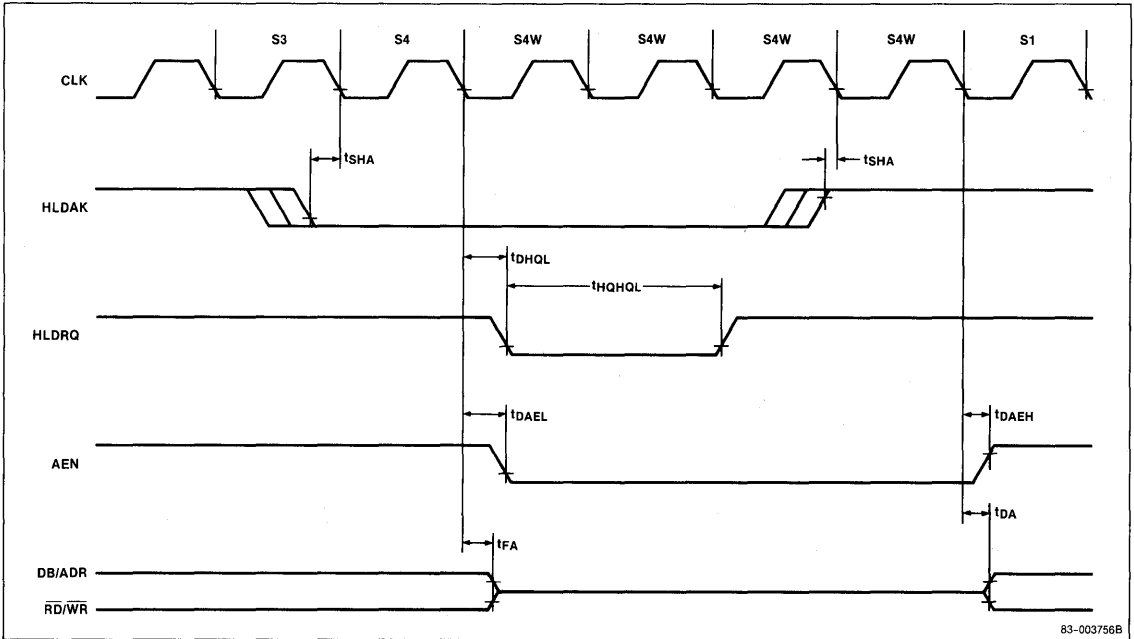 S3 S4 S4W S4W S4W S4W S1
CLK
tSHA tSHA
HLDAK
tDHQL
tHQHQL
HLDRQ
tDAEL tDAEH
AEN
tDA
tFA
DB/ADR
RD/WR
83-003756B